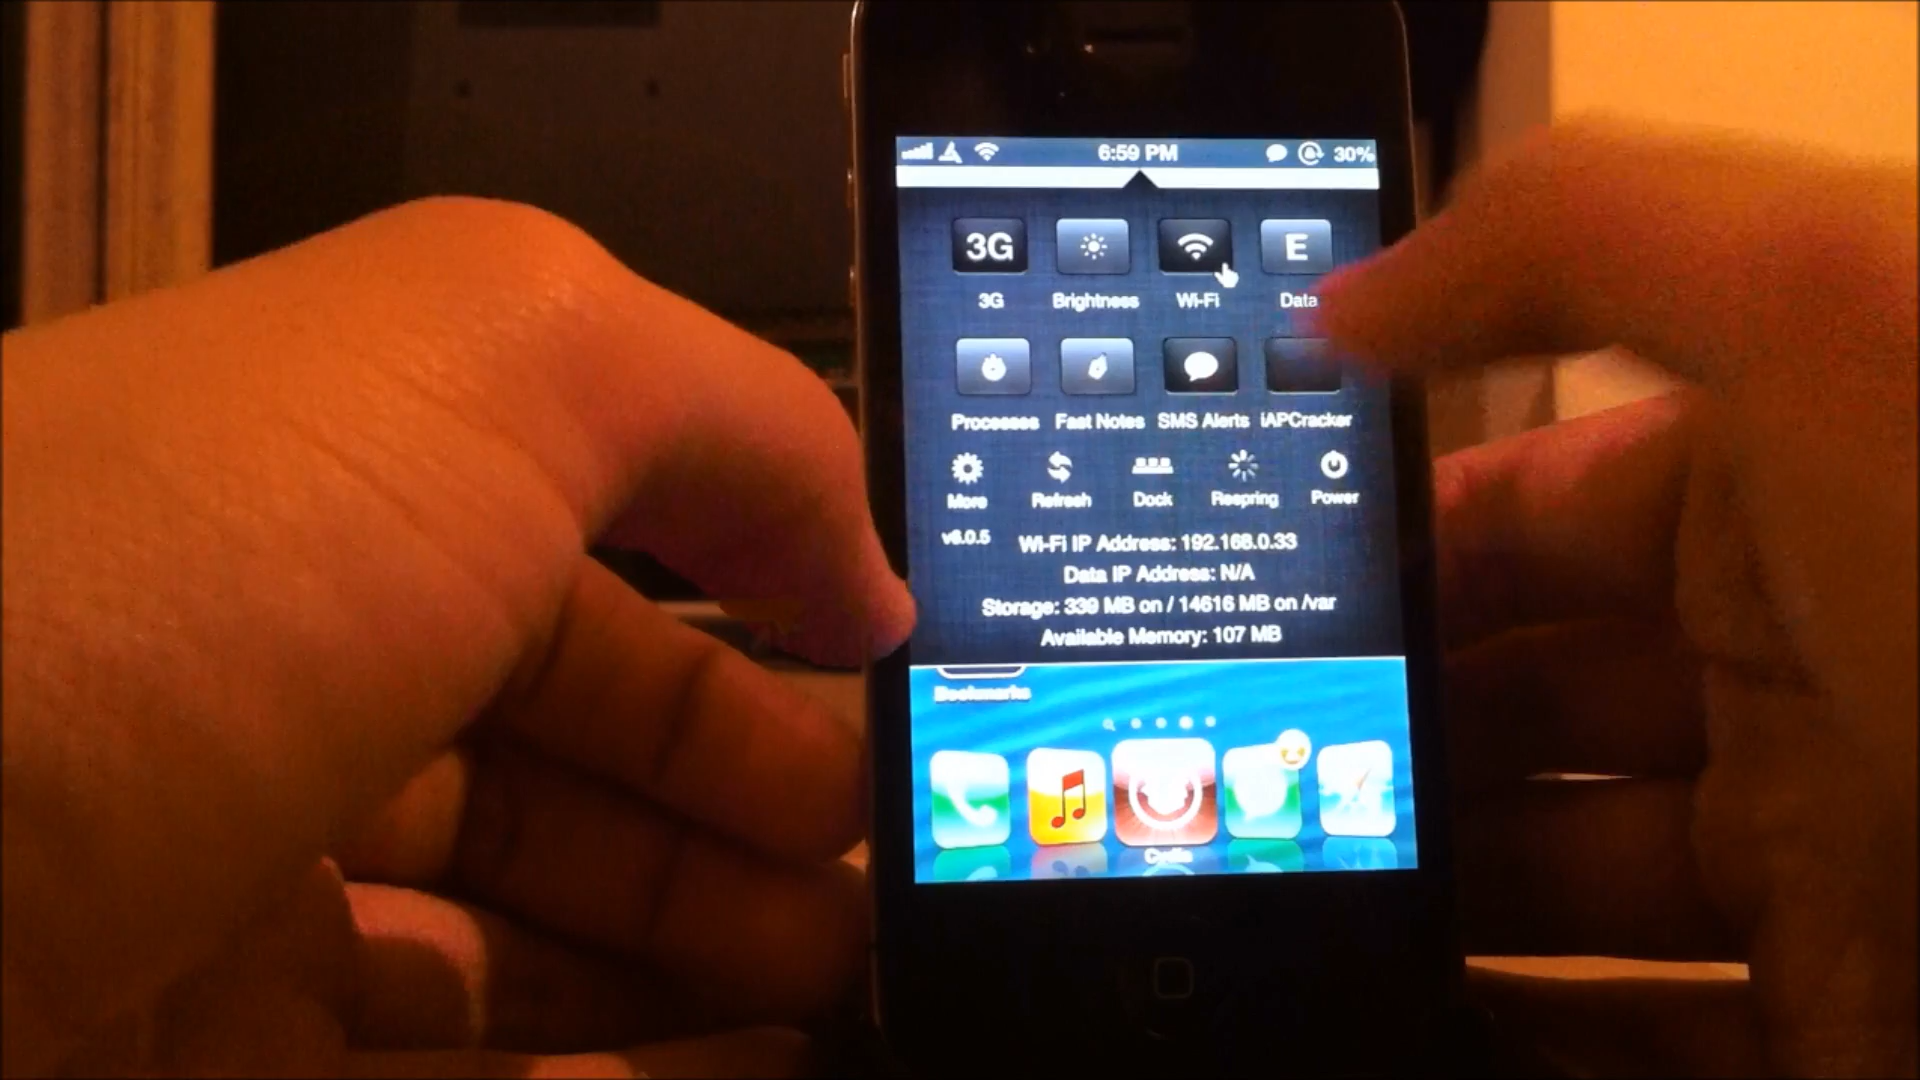 6:59 PM 30%
3G E
3G Brightness Wi-Fi Data
Processes Fast Notes SMS Alerts iAPCracker
More Refresh Dock Respring Power
v6.0.5 Wi-Fi IP Address: 192.168.0.33
Data IP Address: N/A
Storage: 339 MB on / 14616 MB on /var
Available Memory: 107 MB
Bookmarks
Cydia